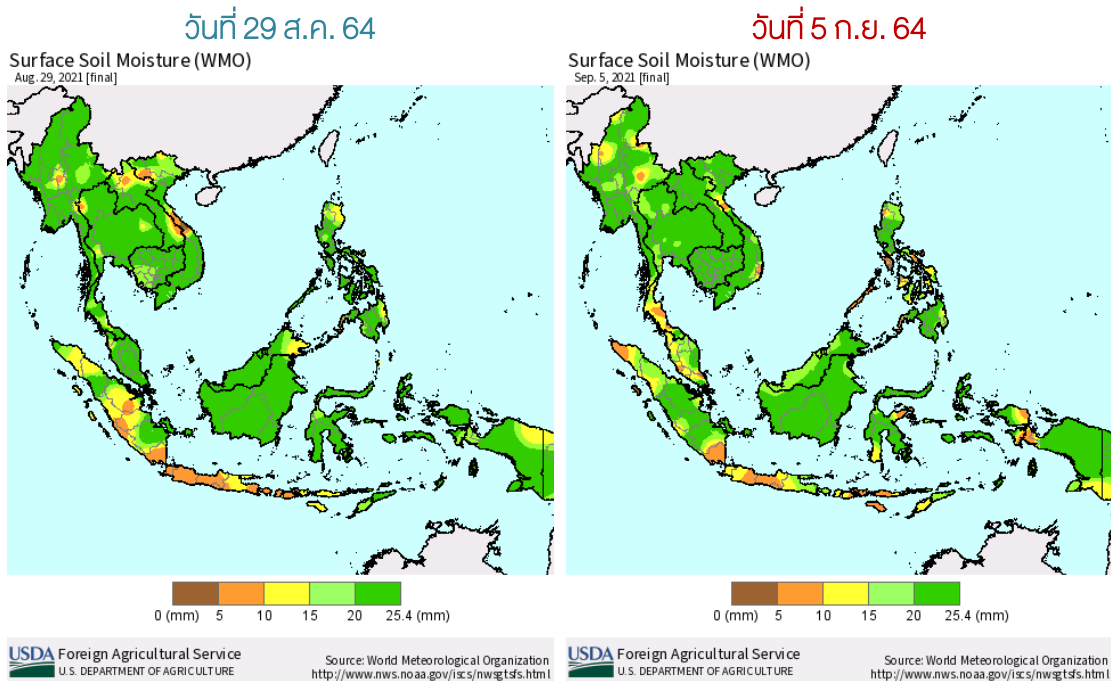 วันที่ 29 ส.ค. 64
Surface Soil Moisture (WMO)
Aug. 29, 2021 [final]
0 (mm) 5 10 15 20 25.4 (mm)
USDA Foreign Agricultural Service
U.S. DEPARTMENT OF AGRICULTURE
Source: World Meteorological Organization
http://www.nws.noaa.gov/iscs/nwsgtsfs.html
วันที่ 5 ก.ย. 64
Surface Soil Moisture (WMO)
Sep. 5, 2021 [final]
0 (mm) 5 10 15 20 25.4 (mm)
USDA Foreign Agricultural Service
U.S. DEPARTMENT OF AGRICULTURE
Source: World Meteorological Organization
http://www.nws.noaa.gov/iscs/nwsgtsfs.html